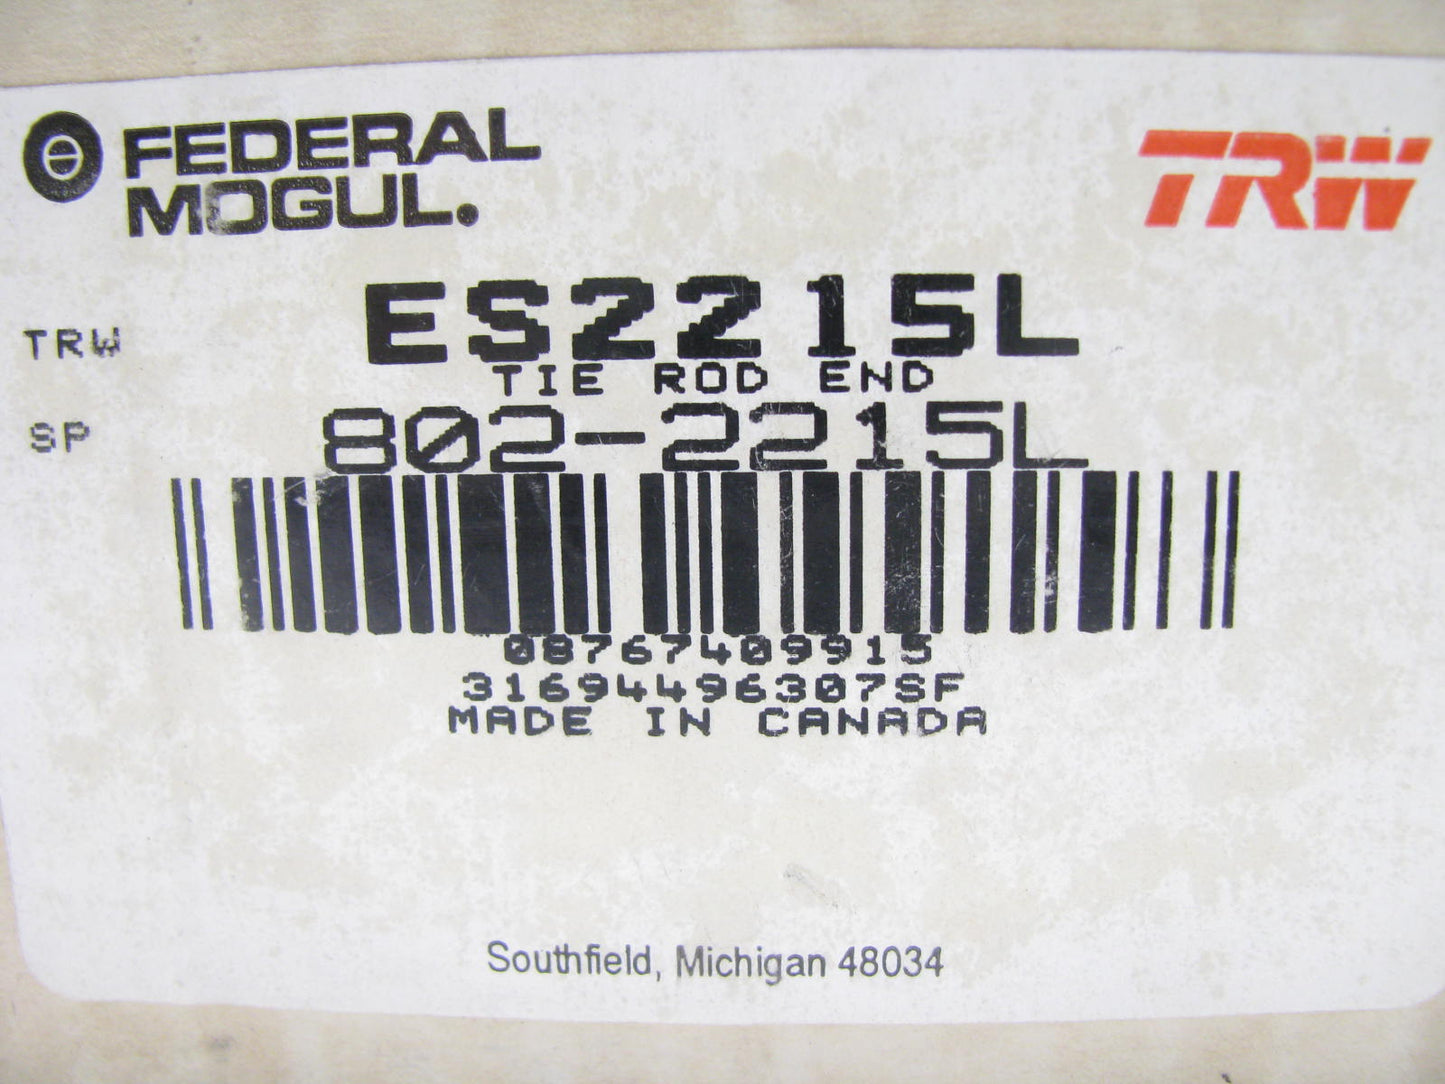 FEDERAL
MOGUL.
TRW
TRW ES2215L
TIE ROD END
SP 802-2215L
08767409915
31694496307SF
MADE IN CANADA
Southfield, Michigan 48034